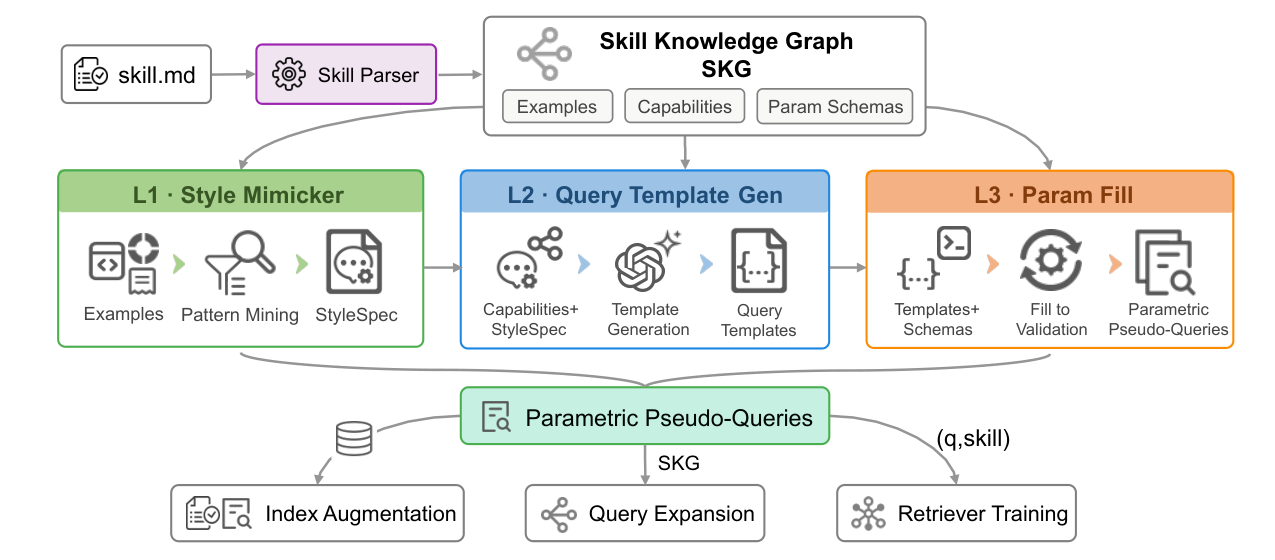 skill.md
Skill Parser
Skill Knowledge Graph
SKG
Examples
Capabilities
Param Schemas
L1 · Style Mimicker
Examples
Pattern Mining
StyleSpec
L2 · Query Template Gen
{...}
Capabilities+
StyleSpec
Template
Generation
Query
Templates
L3 · Param Fill
{...}
Templates+
Schemas
Fill to
Validation
Parametric
Pseudo-Queries
Parametric Pseudo-Queries
SKG
(q,skill)
Index Augmentation
Query Expansion
Retriever Training